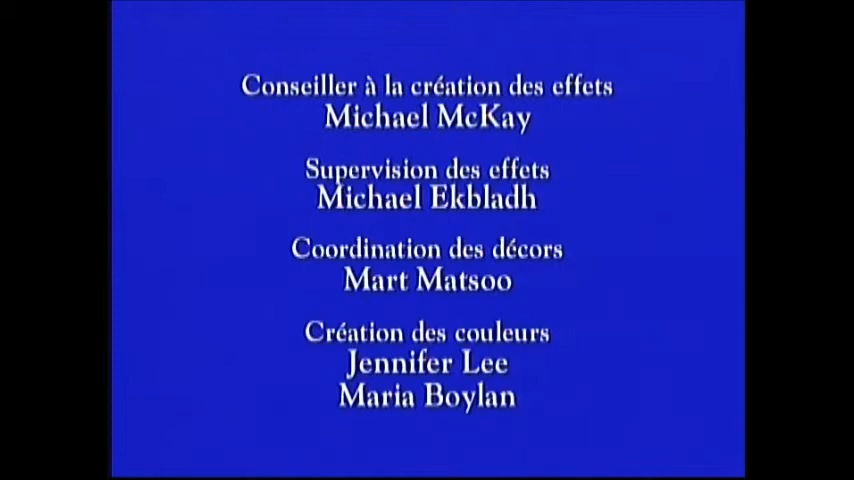 Conseiller à la création des effets
Michael McKay
Supervision des effets
Michael Ekbladh
Coordination des décors
Mart Matsoo
Création des couleurs
Jennifer Lee
Maria Boylan